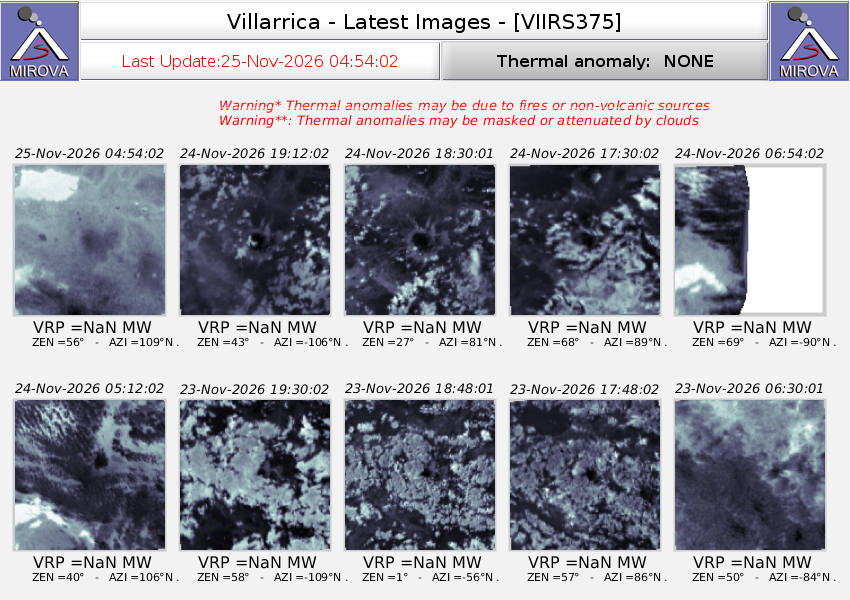 Villarrica - Latest Images - [VIIRS375]
MIROVA
Last Update:25-Nov-2026 04:54:02
Thermal anomaly: NONE
MIROVA
Warning* Thermal anomalies may be due to fires or non-volcanic sources
Warning**: Thermal anomalies may be masked or attenuated by clouds
25-Nov-2026 04:54:02 24-Nov-2026 19:12:02 24-Nov-2026 18:30:01 24-Nov-2026 17:30:02 24-Nov-2026 06:54:02
VRP =NaN MW VRP =NaN MW VRP =NaN MW VRP =NaN MW VRP =NaN MW
ZEN =56° - AZI =109°N . ZEN =43° - AZI =-106°N . ZEN =27° - AZI =81°N . ZEN =68° - AZI =89°N . ZEN =69° - AZI =-90°N .
24-Nov-2026 05:12:02 23-Nov-2026 19:30:02 23-Nov-2026 18:48:01 23-Nov-2026 17:48:02 23-Nov-2026 06:30:01
VRP =NaN MW VRP =NaN MW VRP =NaN MW VRP =NaN MW VRP =NaN MW
ZEN =40° - AZI =106°N . ZEN =58° - AZI =-109°N . ZEN =1° - AZI =-56°N . ZEN =57° - AZI =86°N . ZEN =50° - AZI =-84°N .